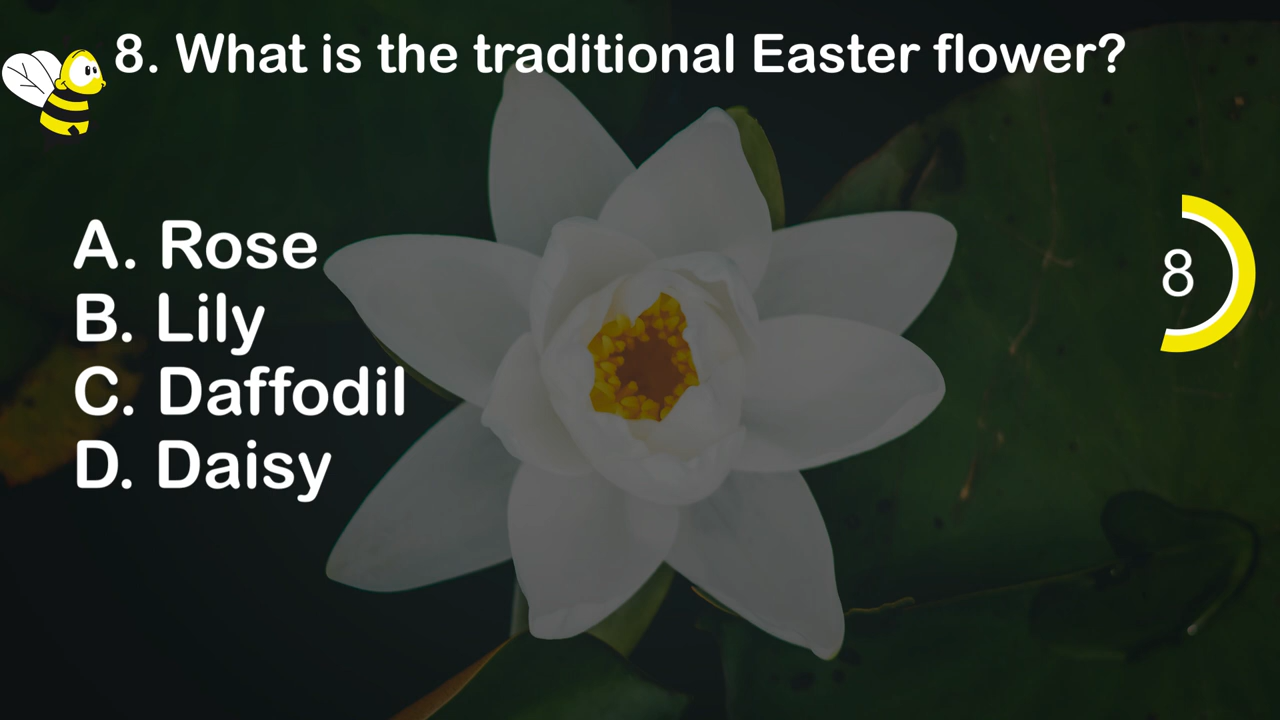 8. What is the traditional Easter flower?
A. Rose
B. Lily
C. Daffodil
D. Daisy
8